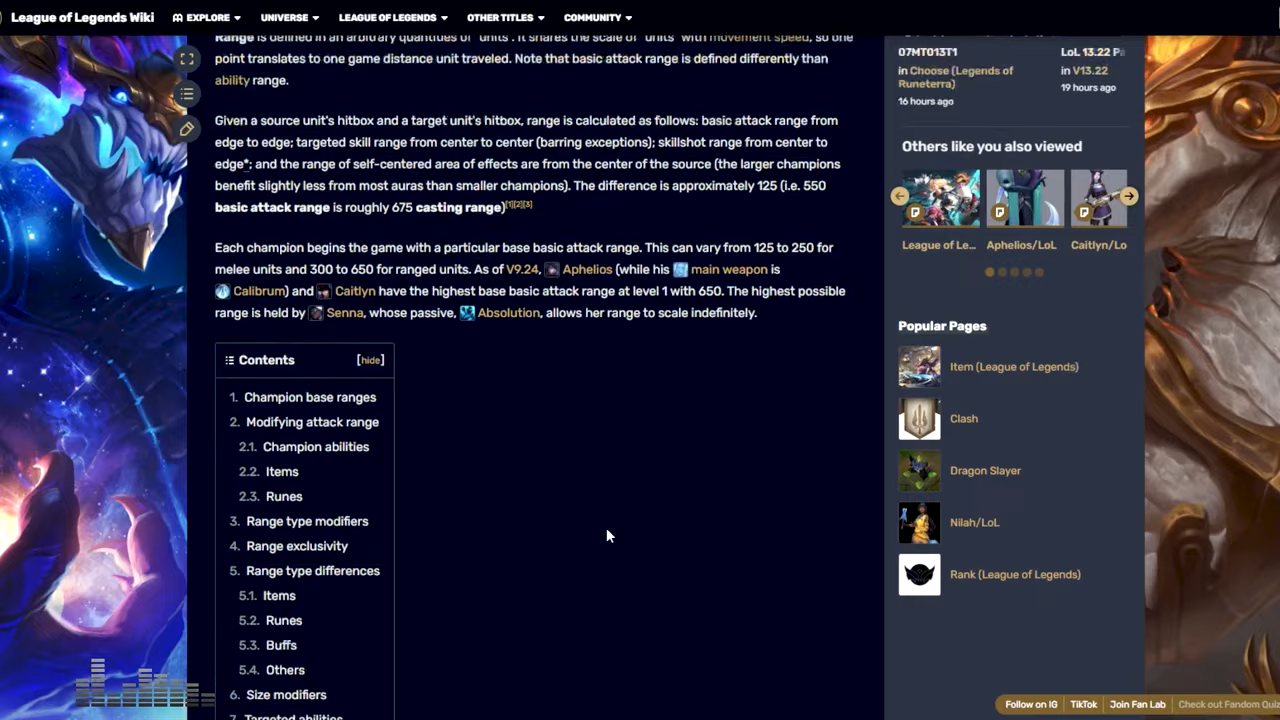 League of Legends Wiki
EXPLORE
UNIVERSE
LEAGUE OF LEGENDS
OTHER TITLES
COMMUNITY
Range is defined in an arbitrary quantities of "units". It shares the scale of "units" with movement speed, so one
point translates to one game distance unit traveled. Note that basic attack range is defined differently than
ability range.
Given a source unit's hitbox and a target unit's hitbox, range is calculated as follows: basic attack range from
edge to edge; targeted skill range from center to center (barring exceptions); skillshot range from center to
edge*; and the range of self-centered area of effects are from the center of the source (the larger champions
benefit slightly less from most auras than smaller champions). The difference is approximately 125 (i.e. 550
basic attack range is roughly 675 casting range)[1][2][3]
Each champion begins the game with a particular base basic attack range. This can vary from 125 to 250 for
melee units and 300 to 650 for ranged units. As of V9.24, Aphelios (while his main weapon is
Calibrum) and Caitlyn have the highest base basic attack range at level 1 with 650. The highest possible
range is held by Senna, whose passive, Absolution, allows her range to scale indefinitely.
Contents [hide]
1. Champion base ranges
2. Modifying attack range
2.1. Champion abilities
2.2. Items
2.3. Runes
3. Range type modifiers
4. Range exclusivity
5. Range type differences
5.1. Items
5.2. Runes
5.3. Buffs
5.4. Others
6. Size modifiers
7. Targeted abilities
07MT013T1
in Choose (Legends of
Runeterra)
16 hours ago
LoL 13.22 Pa
in V13.22
19 hours ago
Others like you also viewed
League of Le...
Aphelios/LoL
Caitlyn/Lo
Popular Pages
Item (League of Legends)
Clash
Dragon Slayer
Nilah/LoL
Rank (League of Legends)
Follow on IG
TikTok
Join Fan Lab
Check out Fandom Quiz